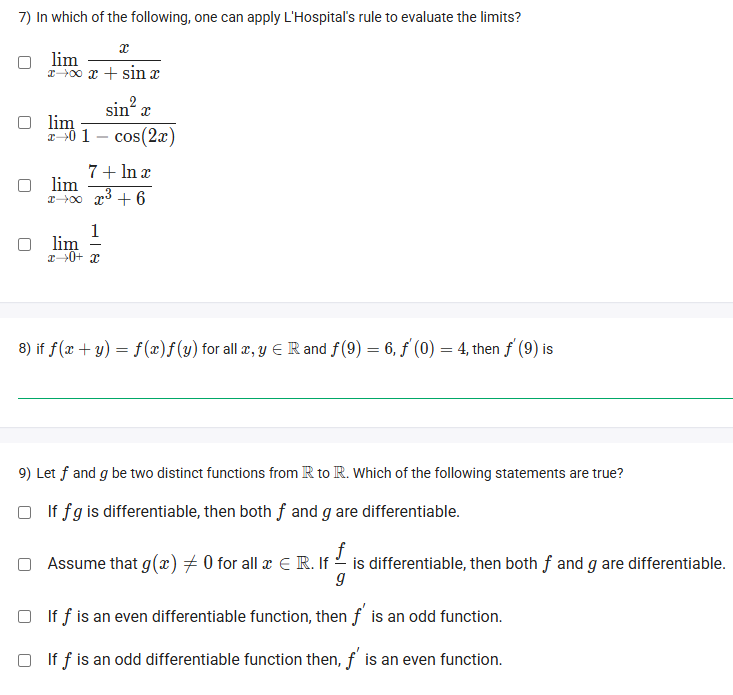 7) In which of the following, one can apply L'Hospital's rule to evaluate the limits?
$\lim_{x \to \infty} \frac{x}{x + \sin x}$
$\lim_{x \to 0} \frac{\sin^2 x}{1 - \cos(2x)}$
$\lim_{x \to \infty} \frac{7 + \ln x}{x^3 + 6}$
$\lim_{x \to 0+} \frac{1}{x}$
8) if $f(x + y) = f(x)f(y)$ for all $x, y \in \mathbb{R}$ and $f(9) = 6, f'(0) = 4$, then $f'(9)$ is
9) Let $f$ and $g$ be two distinct functions from $\mathbb{R}$ to $\mathbb{R}$. Which of the following statements are true?
If $fg$ is differentiable, then both $f$ and $g$ are differentiable.
Assume that $g(x) \neq 0$ for all $x \in \mathbb{R}$. If $\frac{f}{g}$ is differentiable, then both $f$ and $g$ are differentiable.
If $f$ is an even differentiable function, then $f'$ is an odd function.
If $f$ is an odd differentiable function then, $f'$ is an even function.